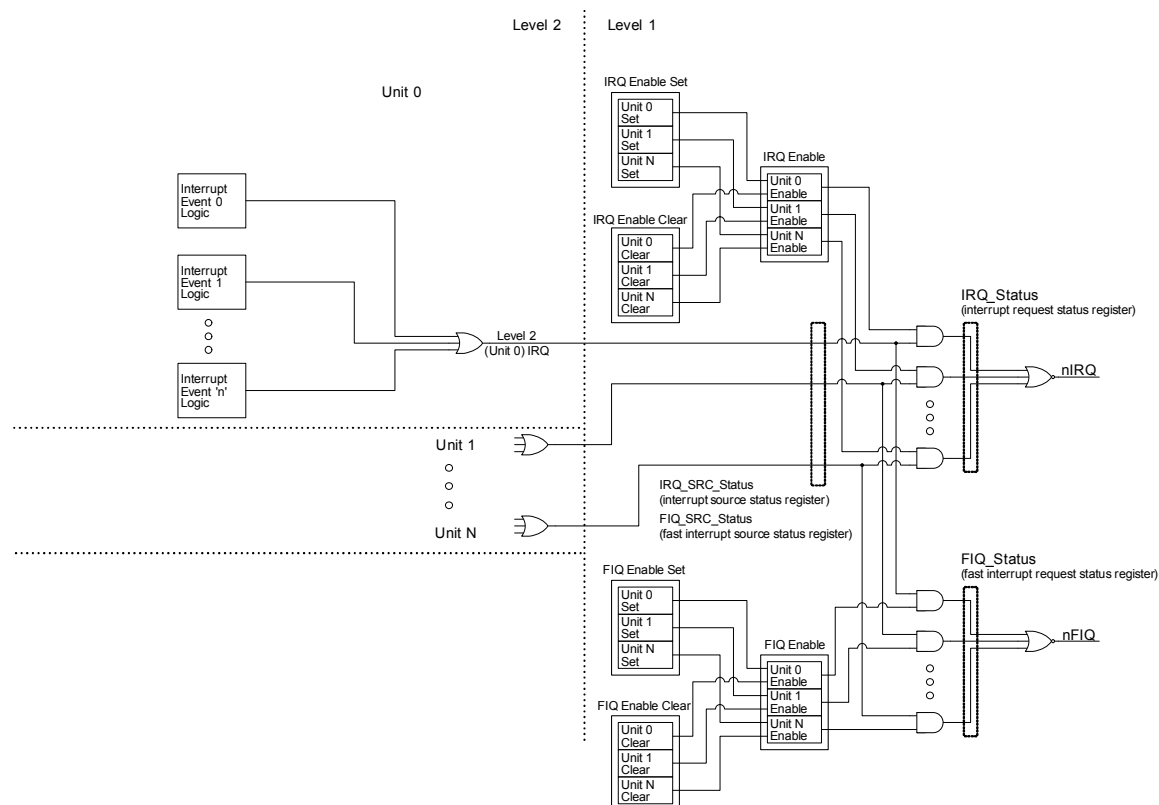 Level 2
Level 1
Unit 0
IRQ Enable Set
Unit 0
Set
Unit 1
Set
Unit N
Set
IRQ Enable
Unit 0
Enable
Unit 1
Enable
Unit N
Enable
IRQ Enable Clear
Unit 0
Clear
Unit 1
Clear
Unit N
Clear
Interrupt
Event 0
Logic
Interrupt
Event 1
Logic
Interrupt
Event 'n'
Logic
Level 2
(Unit 0) IRQ
IRQ_Status
(interrupt request status register)
nIRQ
Unit 1
Unit N
IRQ_SRC_Status
(interrupt source status register)
FIQ_SRC_Status
(fast interrupt source status register)
FIQ_Status
(fast interrupt request status register)
nFIQ
FIQ Enable Set
Unit 0
Set
Unit 1
Set
Unit N
Set
FIQ Enable
Unit 0
Enable
Unit 1
Enable
Unit N
Enable
FIQ Enable Clear
Unit 0
Clear
Unit 1
Clear
Unit N
Clear